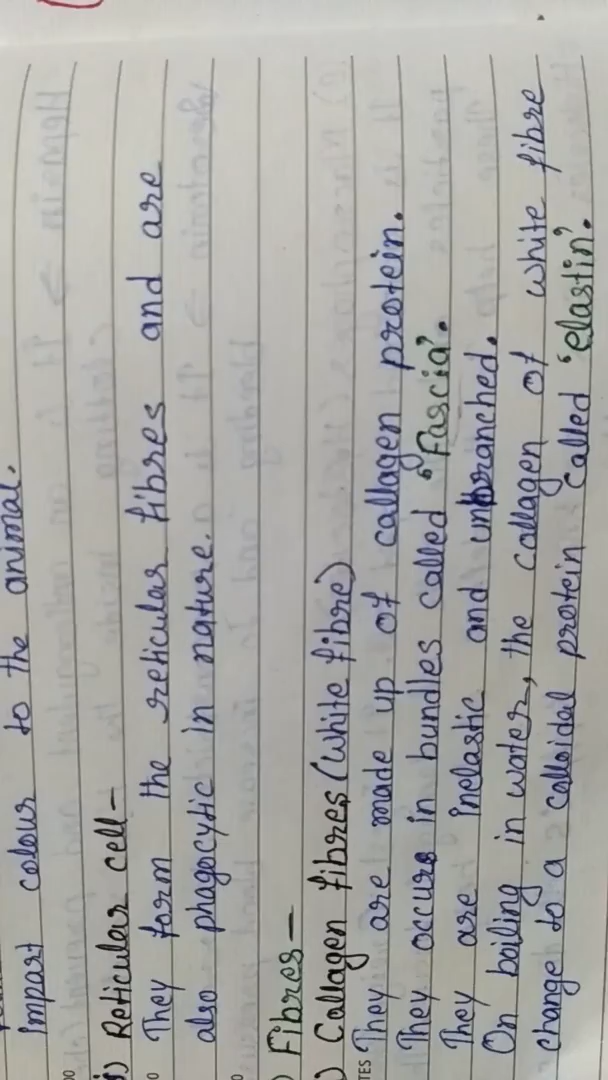 Impart colour to the animal.
Reticular cell-
They form the reticular fibres and are
also phagocytic in nature.
Fibres-
Collagen fibres (white fibre)
They are made up of collagen protein.
They occurs in bundles called "Fascia".
They are inelastic and unbranched.
On boiling in water, the collagen of white fibre
change to a colloidal protein called 'elastin'.
TES